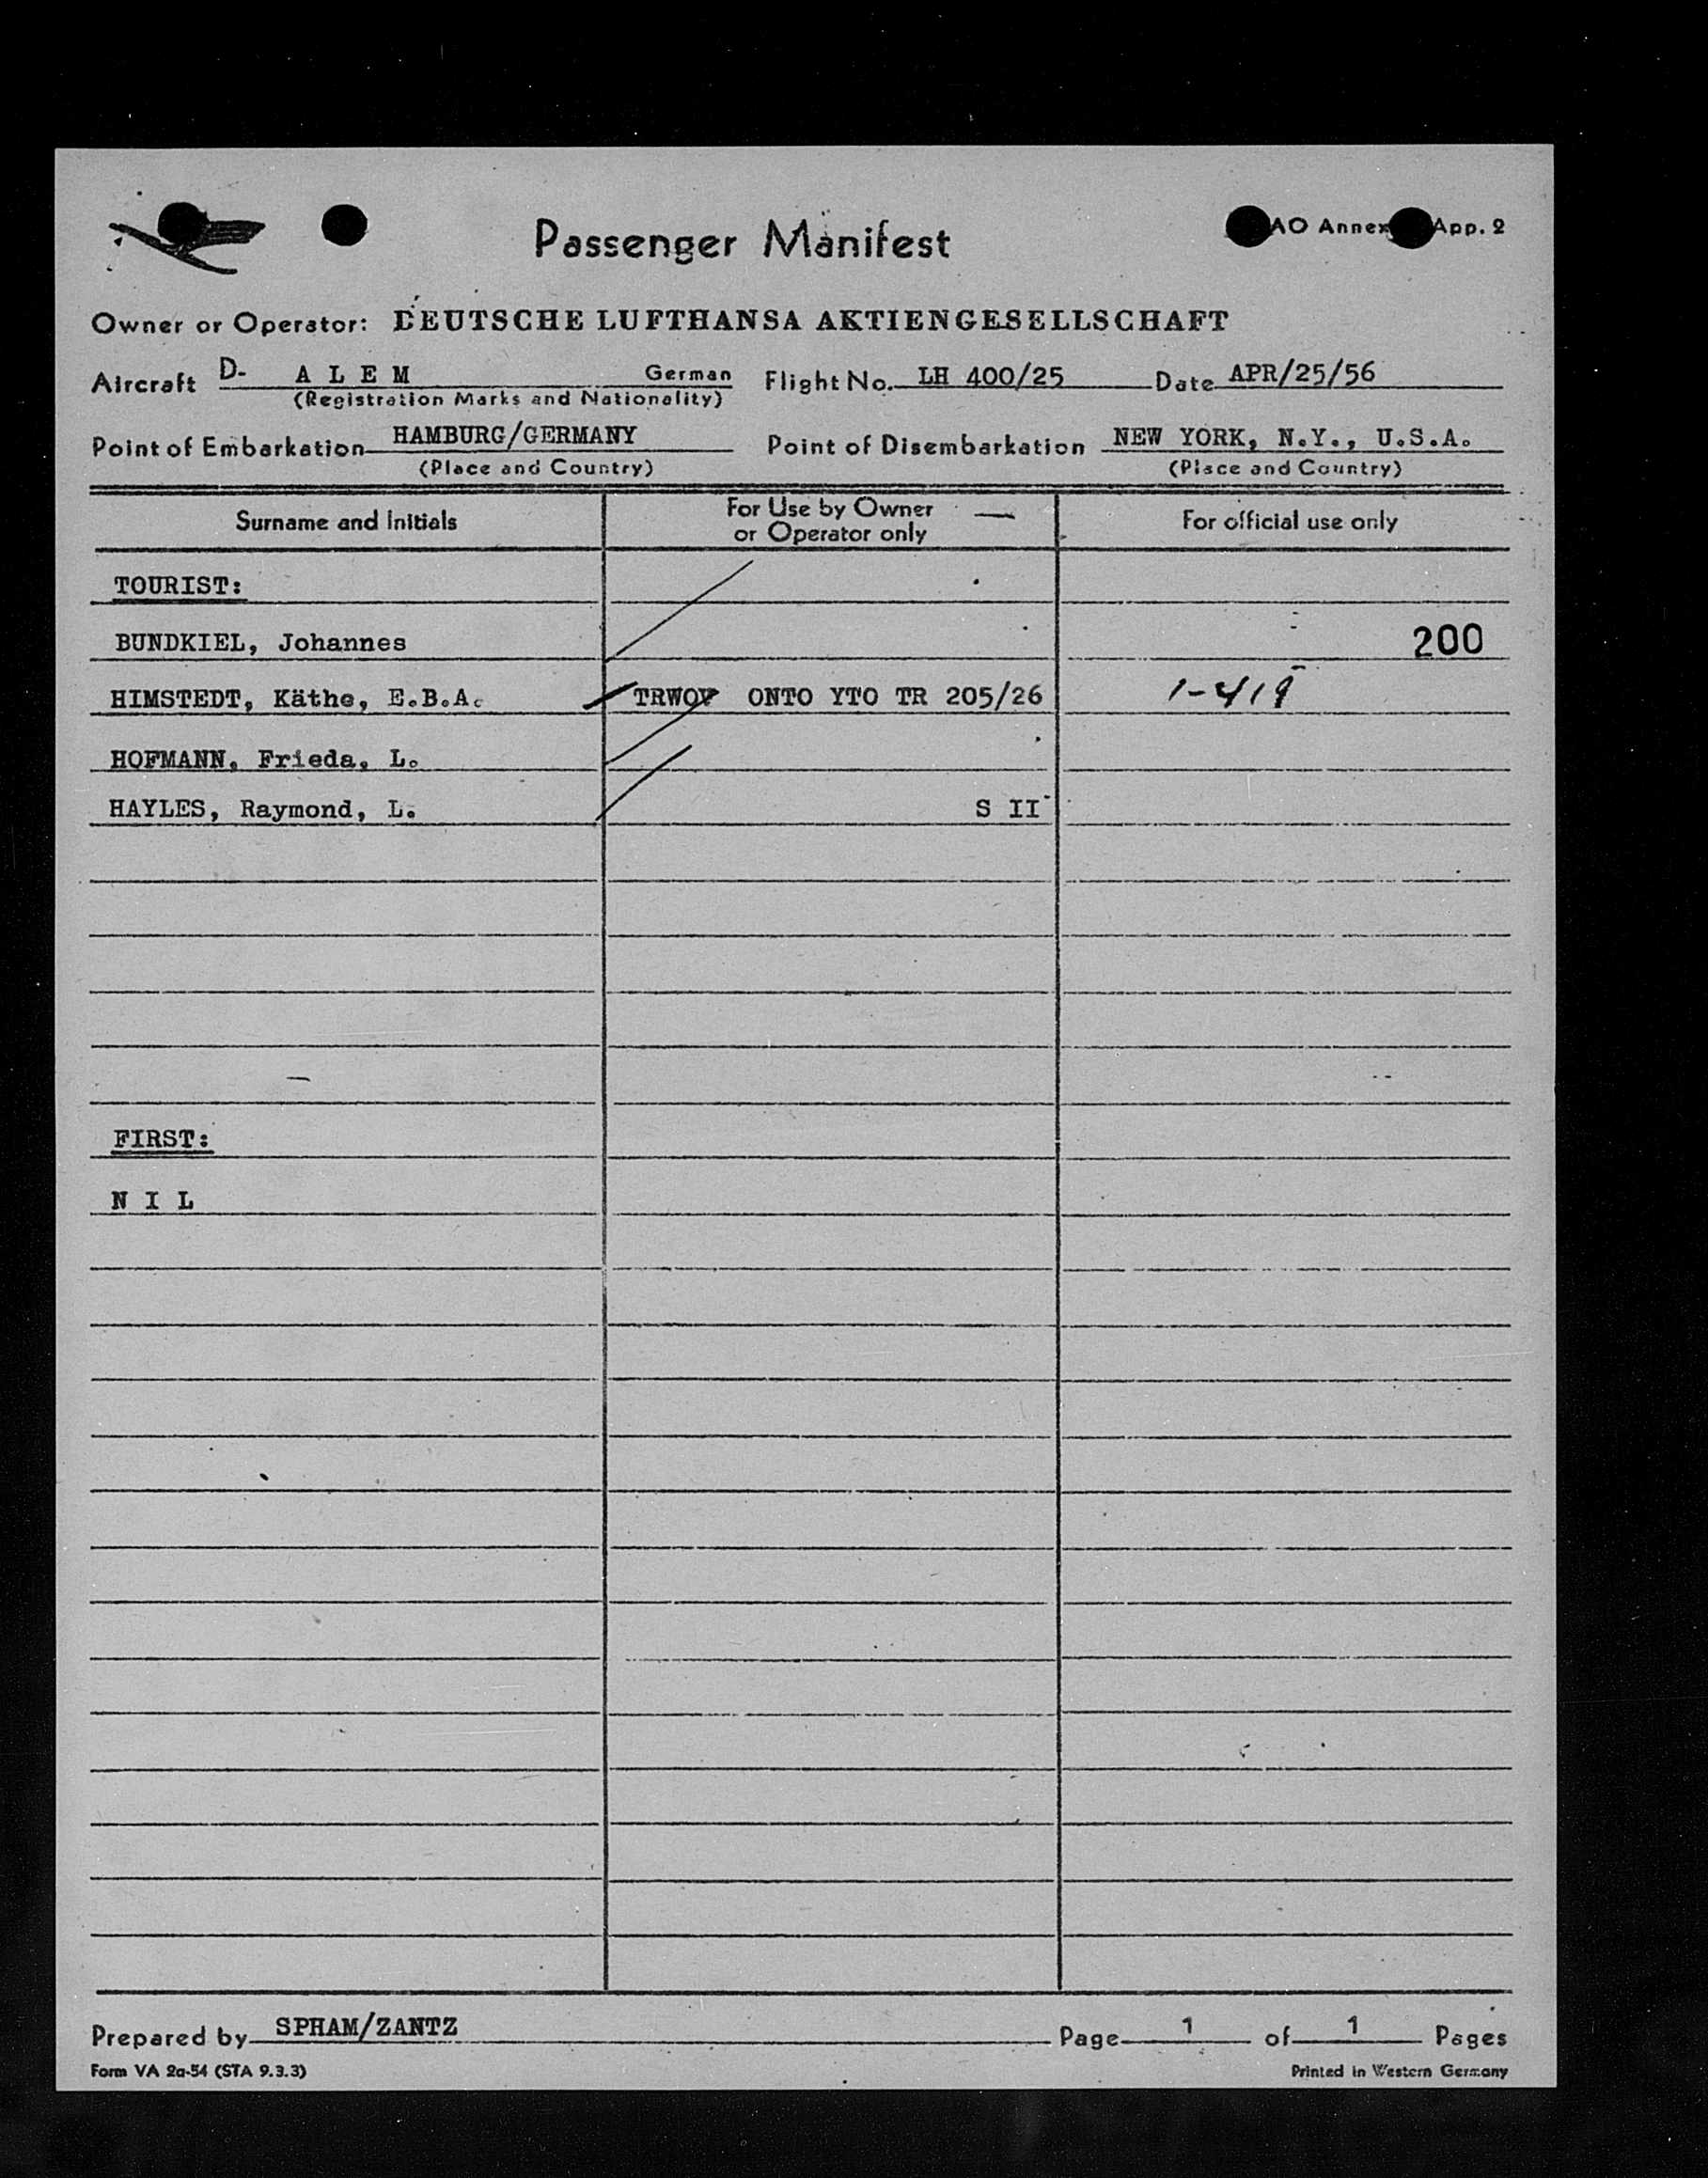 Passenger Manifest
AO Annex App. 2
Owner or Operator: DEUTSCHE LUFTHANSA AKTIENGESELLSCHAFT
Aircraft D- A L E M German Flight No. LH 400/25 Date APR/25/56
(Registration Marks and Nationality)
Point of Embarkation HAMBURG/GERMANY Point of Disembarkation NEW YORK, N.Y., U.S.A.
(Place and Country) (Place and Country)
Surname and Initials For Use by Owner or Operator only For official use only
TOURIST:
BUNDKIEL, Johannes 200
HIMSTEDT, Käthe, E.B.A. TRWOV ONTO YTO TR 205/26 1-419
HOFMANN, Frieda, L.
HAYLES, Raymond, L. S II
FIRST:
N I L
Prepared by SPHAM/ZANTZ Page 1 of 1 Pages
Form VA 2a-54 (STA 9.3.3) Printed in Western Germany